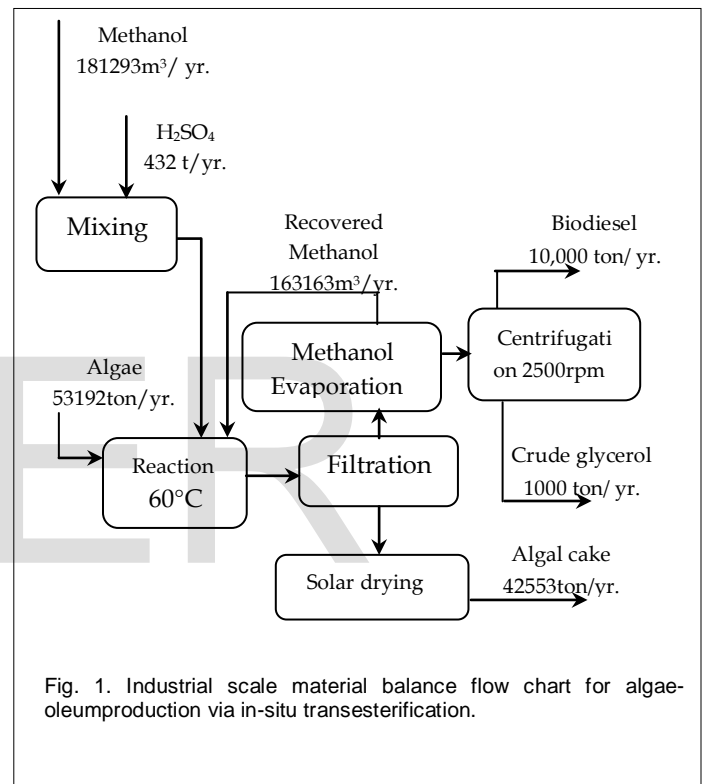 Methanol
181293m³/ yr.
H₂SO₄
432 t/yr.
Mixing
Recovered
Methanol
163163m³/yr.
Biodiesel
10,000 ton/ yr.
Methanol
Evaporation
Centrifugati
on 2500rpm
Algae
53192ton/yr.
Reaction
60°C
Filtration
Crude glycerol
1000 ton/ yr.
Solar drying
Algal cake
42553ton/yr.
ER
Fig. 1. Industrial scale material balance flow chart for algae-
oleumproduction via in-situ transesterification.